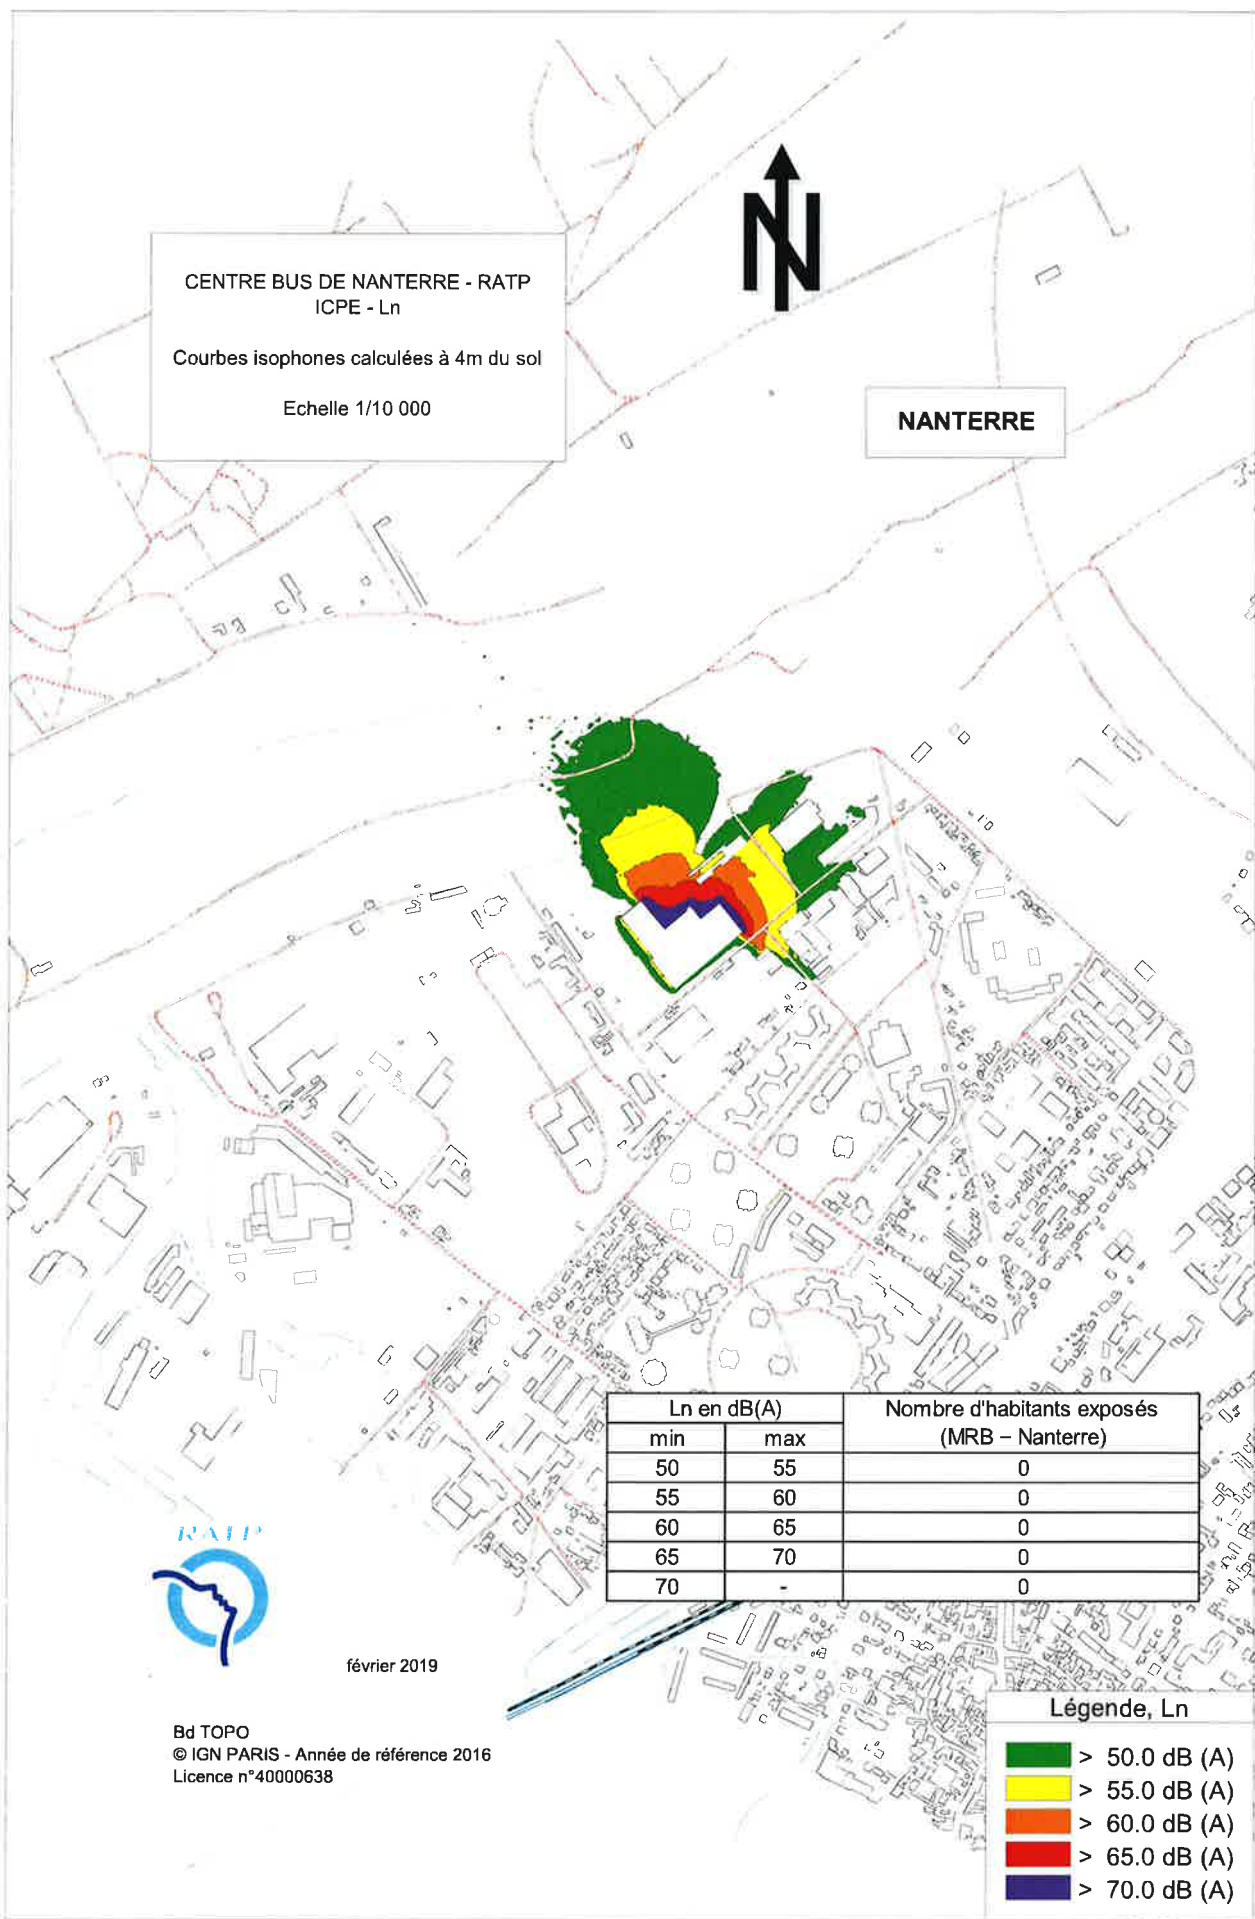 CENTRE BUS DE NANTERRE - RATP
ICPE - Ln
Courbes isophones calculées à 4m du sol
Echelle 1/10 000
N
NANTERRE
Ln en dB(A) Nombre d'habitants exposés
min max (MRB – Nanterre)
50 55 0
55 60 0
60 65 0
65 70 0
70 - 0
RATP
février 2019
Bd TOPO
© IGN PARIS - Année de référence 2016
Licence n°40000638
Légende, Ln
> 50.0 dB (A)
> 55.0 dB (A)
> 60.0 dB (A)
> 65.0 dB (A)
> 70.0 dB (A)